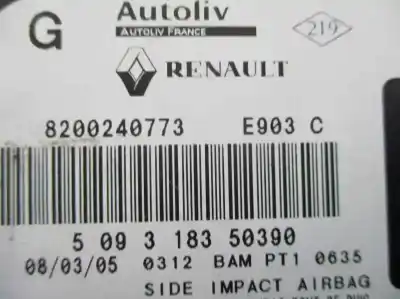 G
Autoliv
AUTOLIV FRANCE
219
RENAULT
8200240773 E903 C
5 09 3 183 50390
08/03/05 0312 BAM PT1 0635
SIDE IMPACT AIRBAG